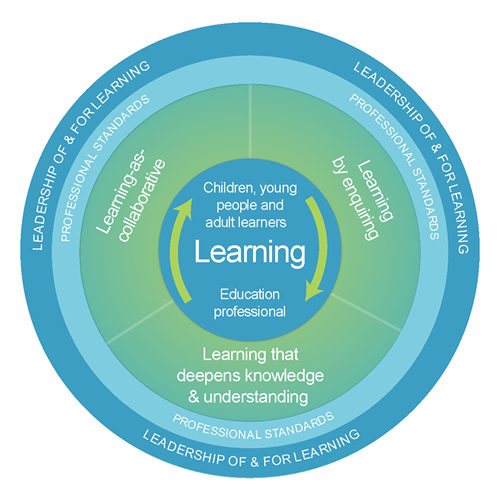 LEADERSHIP OF & FOR LEARNING
LEADERSHIP OF & FOR LEARNING
PROFESSIONAL STANDARDS
PROFESSIONAL STANDARDS
Learning-as-
collaborative
Learning
by enquiring
Children, young
people and
adult learners
Learning
Education
professional
Learning that
deepens knowledge
& understanding
PROFESSIONAL STANDARDS
LEADERSHIP OF & FOR LEARNING